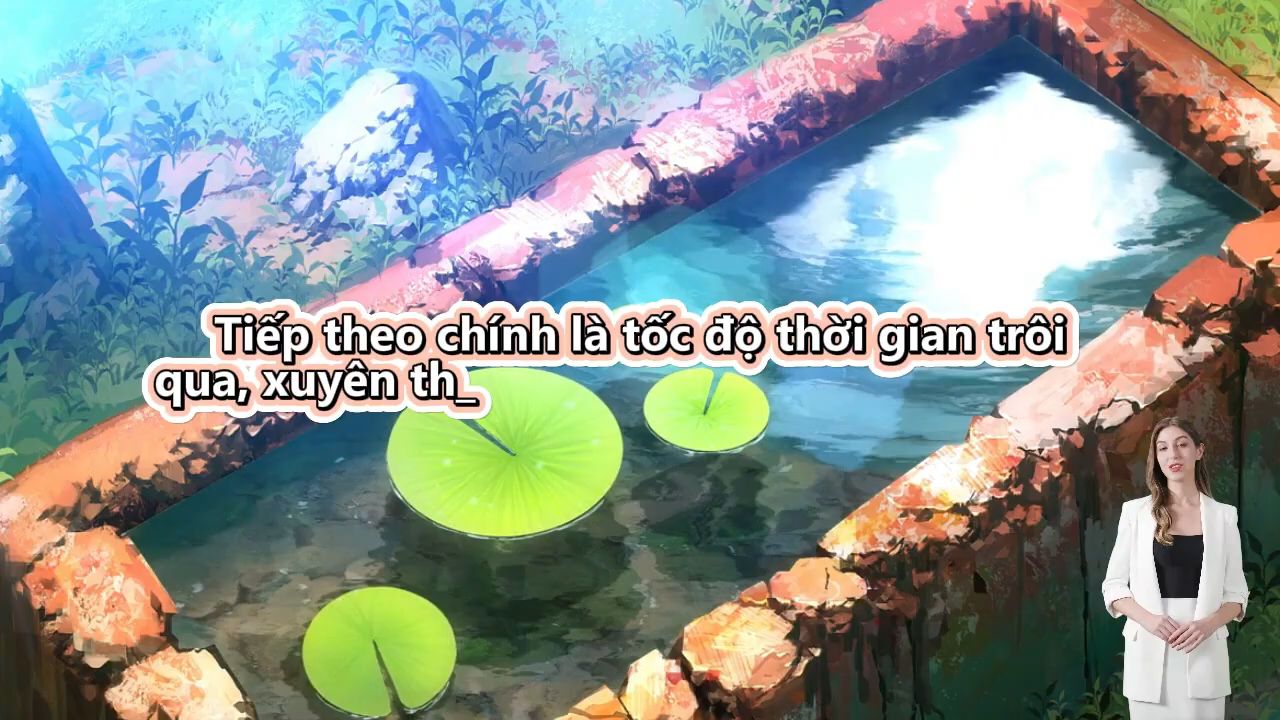 Tiếp theo chính là tốc độ thời gian trôi
qua, xuyên th_